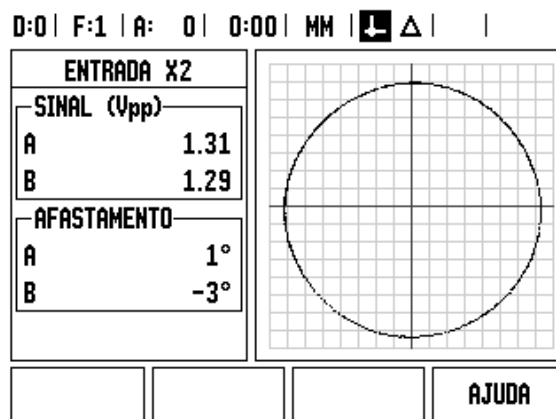 D:0 | F:1 | A: 0 | 0:00 | MM | Δ | |
ENTRADA X2
SINAL (Vpp)
A 1.31
B 1.29
AFASTAMENTO
A 1°
B -3°
AJUDA